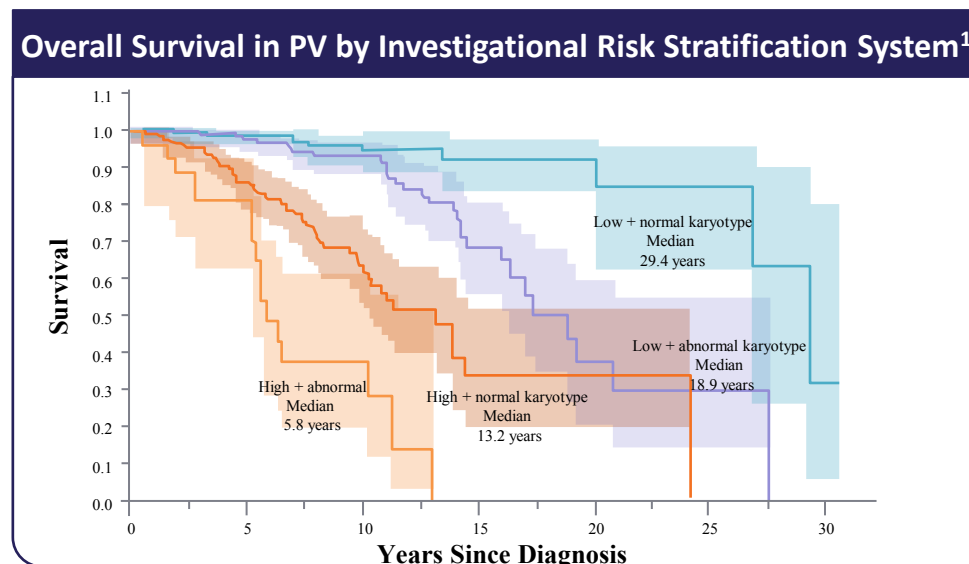 Overall Survival in PV by Investigational Risk Stratification System1
1.1
1.0
0.9
0.8
0.7
0.6
0.5
0.4
0.3
0.2
0.1
0.0
Survival
Low + normal karyotype
Median
29.4 years
Low + abnormal karyotype
Median
18.9 years
High + abnormal
Median
5.8 years
High + normal karyotype
Median
13.2 years
0 5 10 15 20 25 30
Years Since Diagnosis